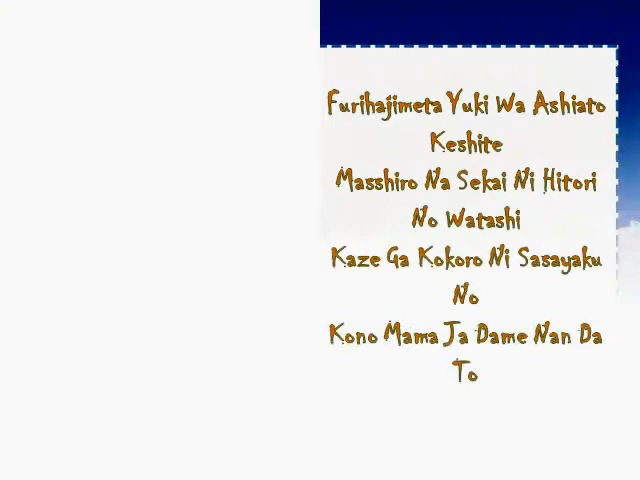 Furihajimeta Yuki Wa Ashiato
Keshite
Masshiro Na Sekai Ni Hitori
No Watashi
Kaze Ga Kokoro Ni Sasayaku
No
Kono Mama Ja Dame Nan Da
To